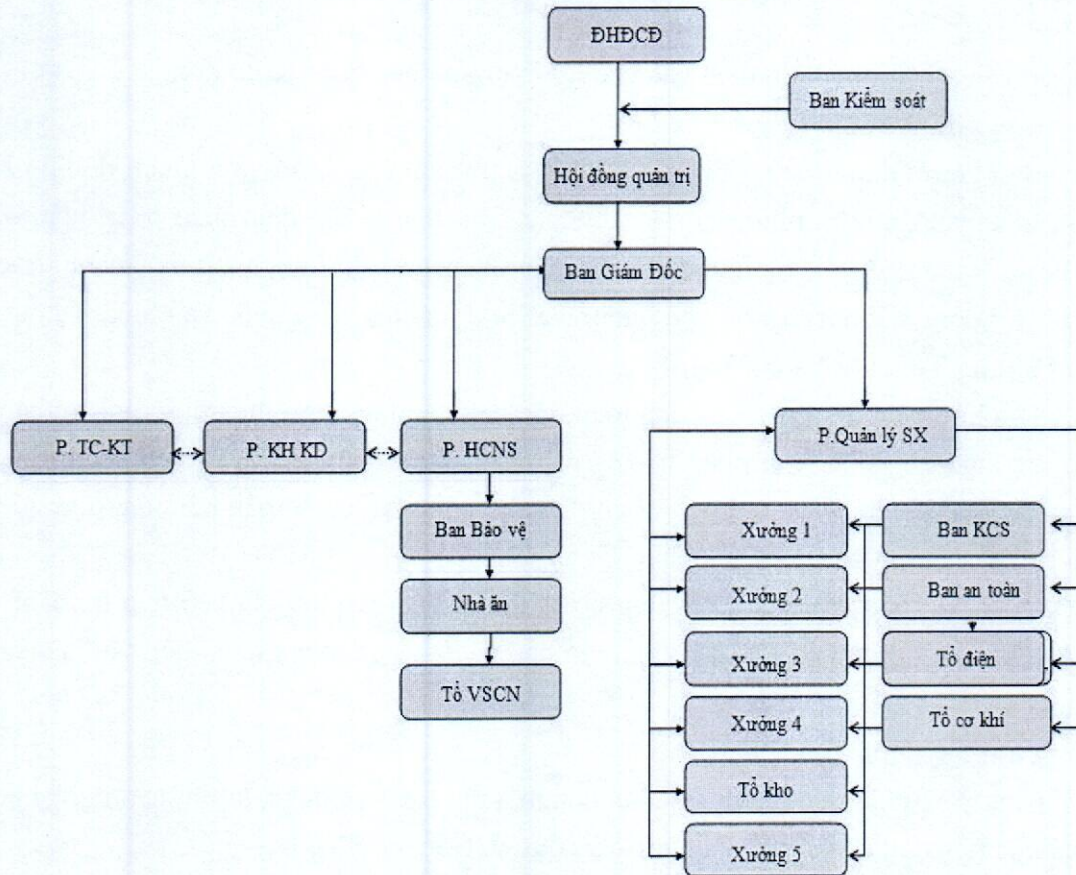 ĐHĐCĐ
Ban Kiểm soát
Hội đồng quản trị
Ban Giám Đốc
P. TC-KT
P. KH KD
P. HCNS
P.Quản lý SX
Ban Bảo vệ
Nhà ăn
Tổ VSCN
Xưởng 1
Ban KCS
Xưởng 2
Ban an toàn
Xưởng 3
Tổ điện
Xưởng 4
Tổ cơ khí
Tổ kho
Xưởng 5